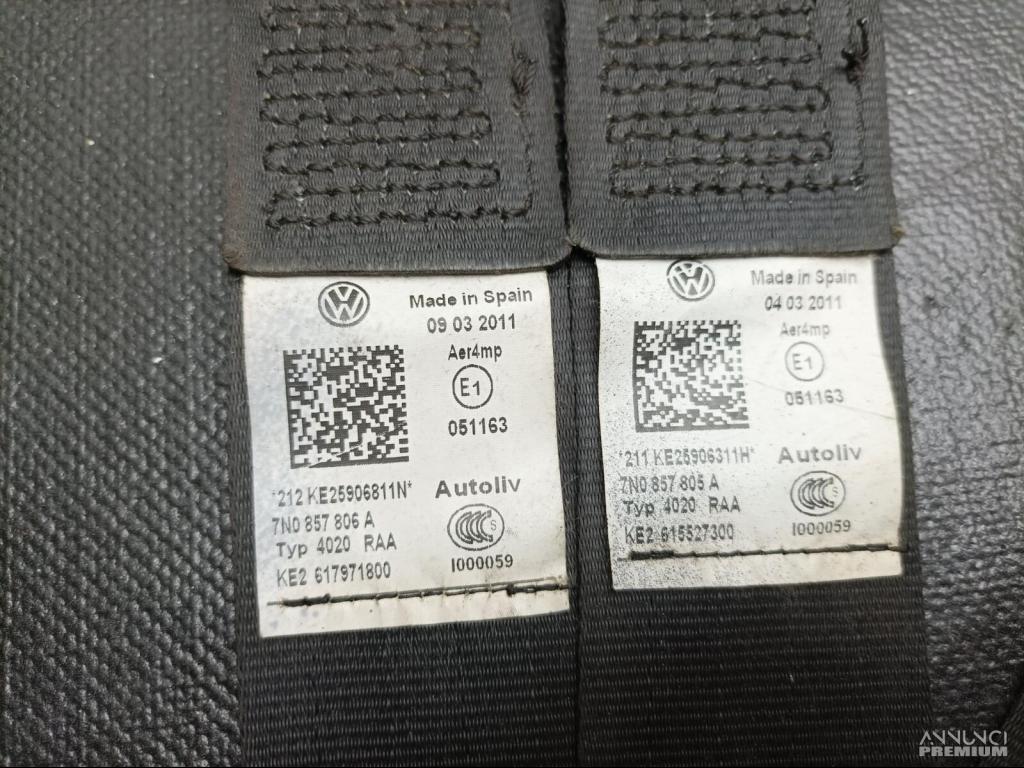 Made in Spain
09 03 2011
Aer4mp
E1
051163
*212 KE25906811N*
Autoliv
7N0 857 806 A
Typ 4020 RAA
KE2 617971800
S
I000059
Made in Spain
04 03 2011
Aer4mp
E1
051163
*211 KE25906311H*
Autoliv
7N0 857 805 A
Typ 4020 RAA
KE2 615527300
S
I000059
ANNUNCI
PREMIUM